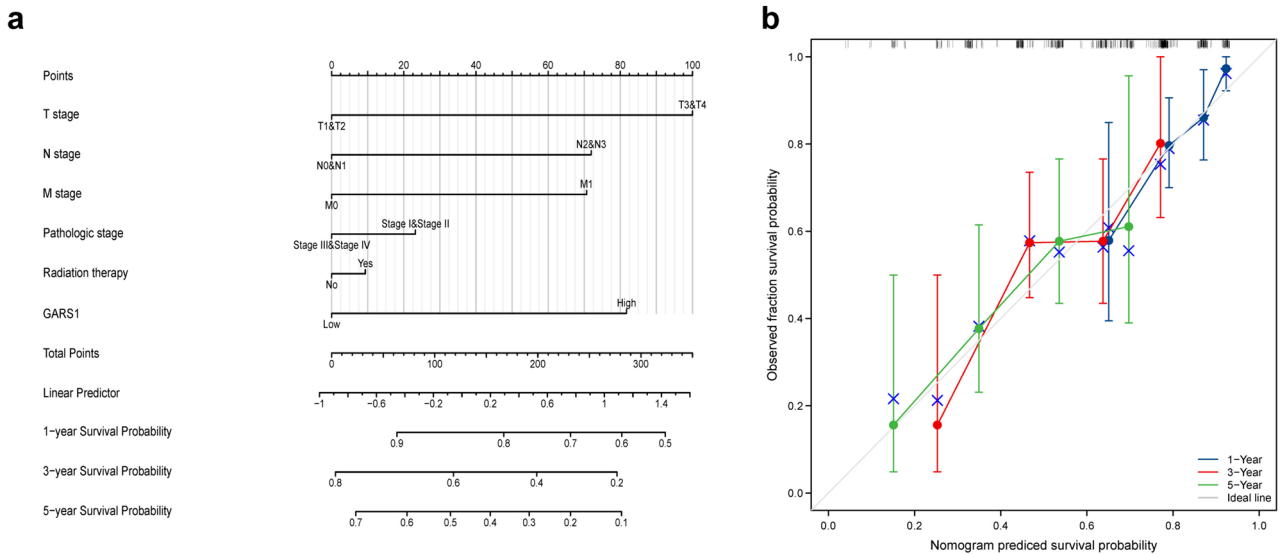 a
Points
0 20 40 60 80 100
T stage
T3&T4
T1&T2
N stage
N2&N3
N0&N1
M stage
M1
M0
Pathologic stage
Stage I&Stage II
Stage III&Stage IV
Radiation therapy
Yes
No
GARS1
High
Low
Total Points
0 100 200 300
Linear Predictor
−1 −0.6 −0.2 0.2 0.6 1 1.4
1−year Survival Probability
0.9 0.8 0.7 0.6 0.5
3−year Survival Probability
0.8 0.6 0.4 0.2
5−year Survival Probability
0.7 0.6 0.5 0.4 0.3 0.2 0.1
b
Observed fraction survival probability
1.0
0.8
0.6
0.4
0.2
0.0
1−Year
3−Year
5−Year
Ideal line
0.0 0.2 0.4 0.6 0.8 1.0
Nomogram prediced survival probability